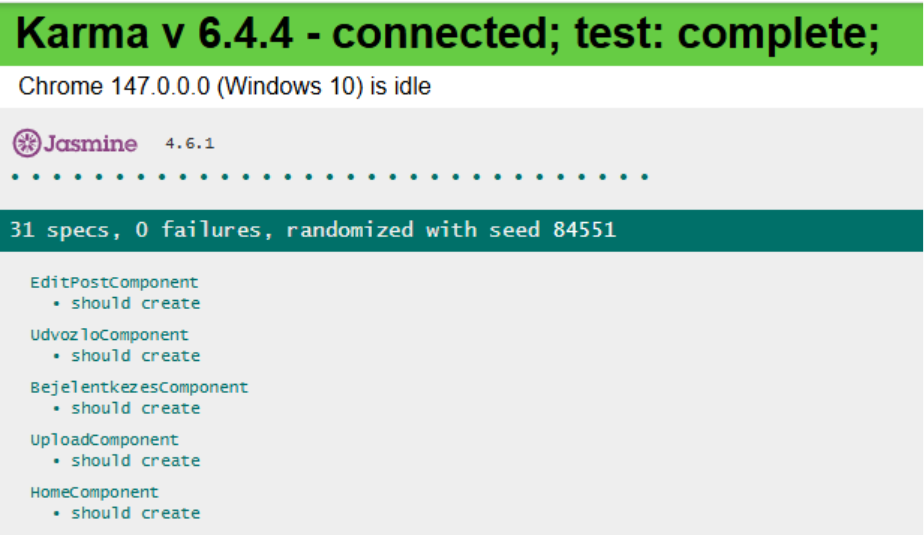 Karma v 6.4.4 - connected; test: complete;
Chrome 147.0.0.0 (Windows 10) is idle
Jasmine 4.6.1
• • • • • • • • • • • • • • • • • • • • • • • • • • • • • • •
31 specs, 0 failures, randomized with seed 84551
EditPostComponent
• should create
UdvozloComponent
• should create
BejelentkezesComponent
• should create
UploadComponent
• should create
HomeComponent
• should create